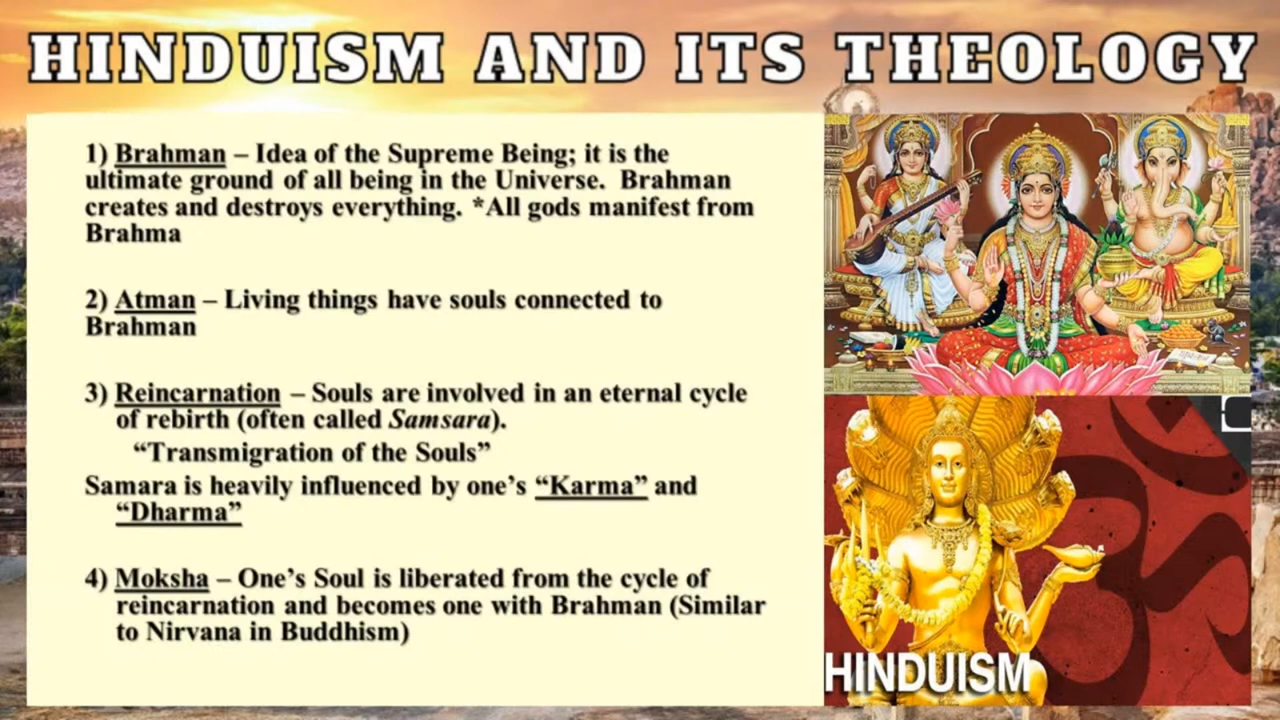 HINDUISM AND ITS THEOLOGY
1) Brahman – Idea of the Supreme Being; it is the
ultimate ground of all being in the Universe.  Brahman
creates and destroys everything. *All gods manifest from
Brahma
2) Atman – Living things have souls connected to
Brahman
3) Reincarnation – Souls are involved in an eternal cycle
of rebirth (often called Samsara).
“Transmigration of the Souls”
Samara is heavily influenced by one’s “Karma” and
“Dharma”
4) Moksha – One’s Soul is liberated from the cycle of
reincarnation and becomes one with Brahman (Similar
to Nirvana in Buddhism)
ॐ
HINDUISM